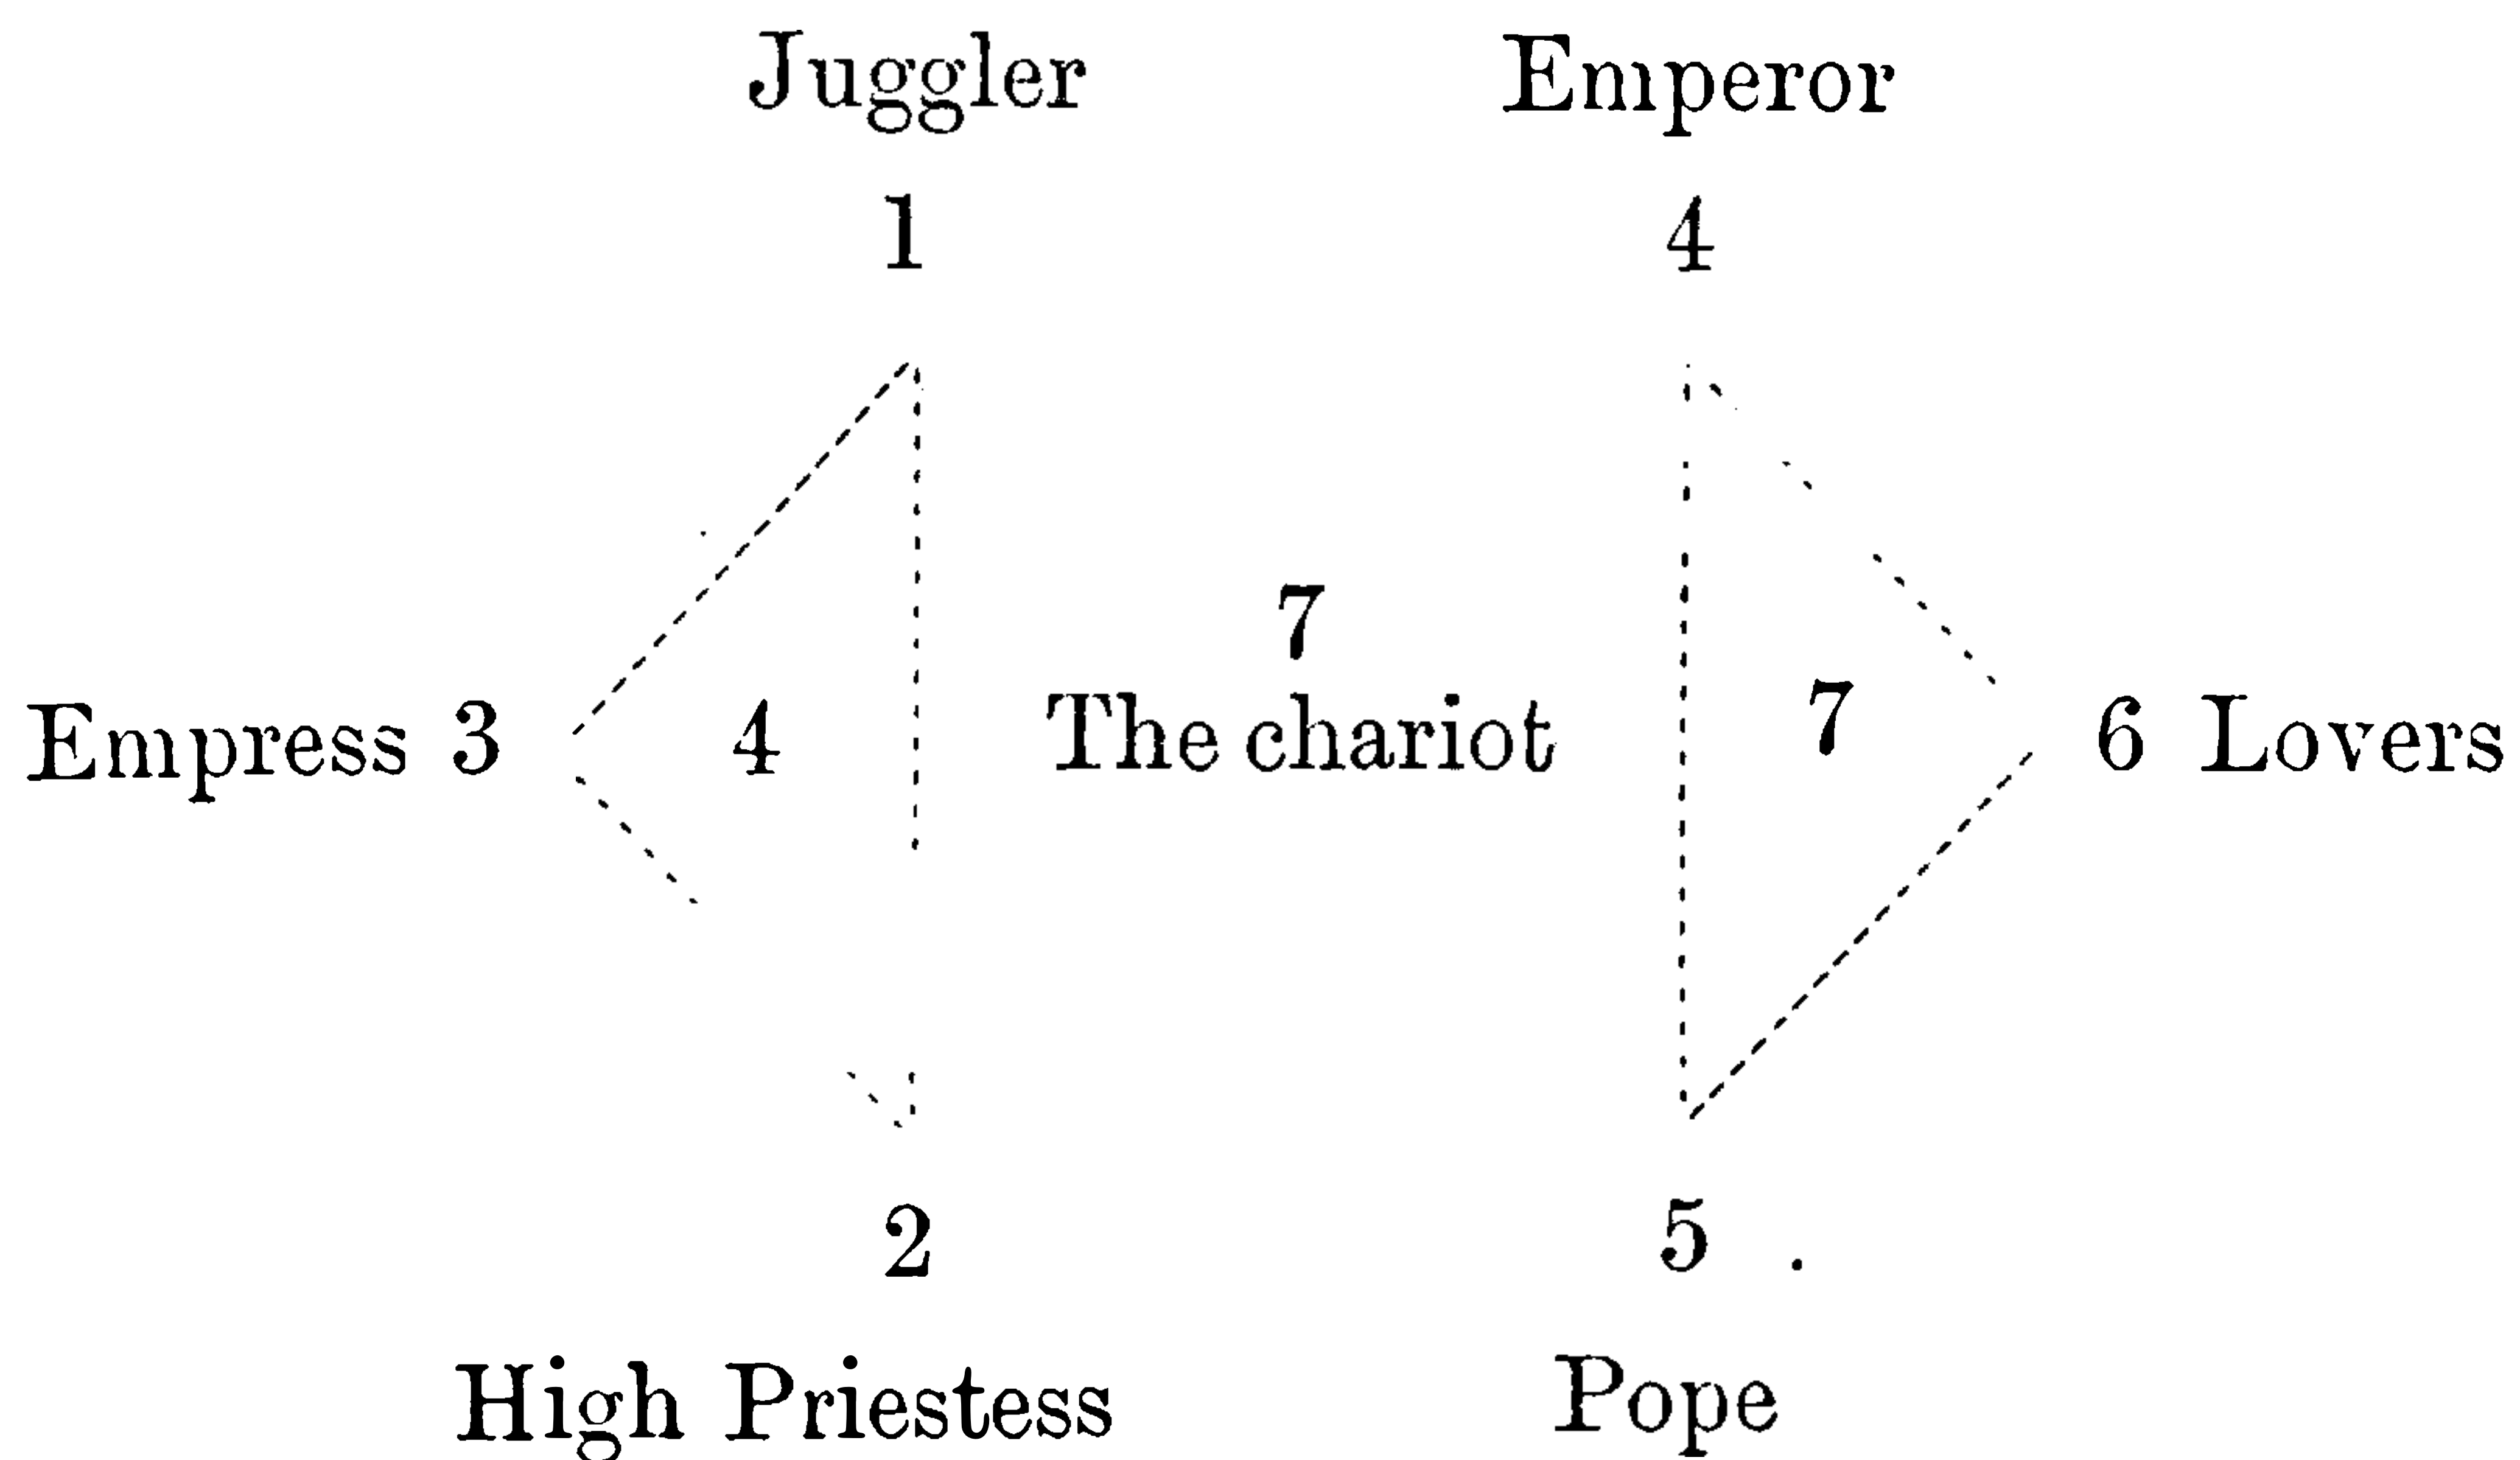 Juggler Emperor
1 4
7
Empress 3 4 The chariot 7 6 Lovers
2 5 .
High Priestess Pope